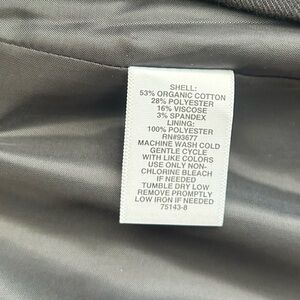 SHELL:
53% ORGANIC COTTON
28% POLYESTER
16% VISCOSE
3% SPANDEX
LINING:
100% POLYESTER
RN#93677
MACHINE WASH COLD
GENTLE CYCLE
WITH LIKE COLORS
USE ONLY NON-
CHLORINE BLEACH
IF NEEDED
TUMBLE DRY LOW
REMOVE PROMPTLY
LOW IRON IF NEEDED
75143-8